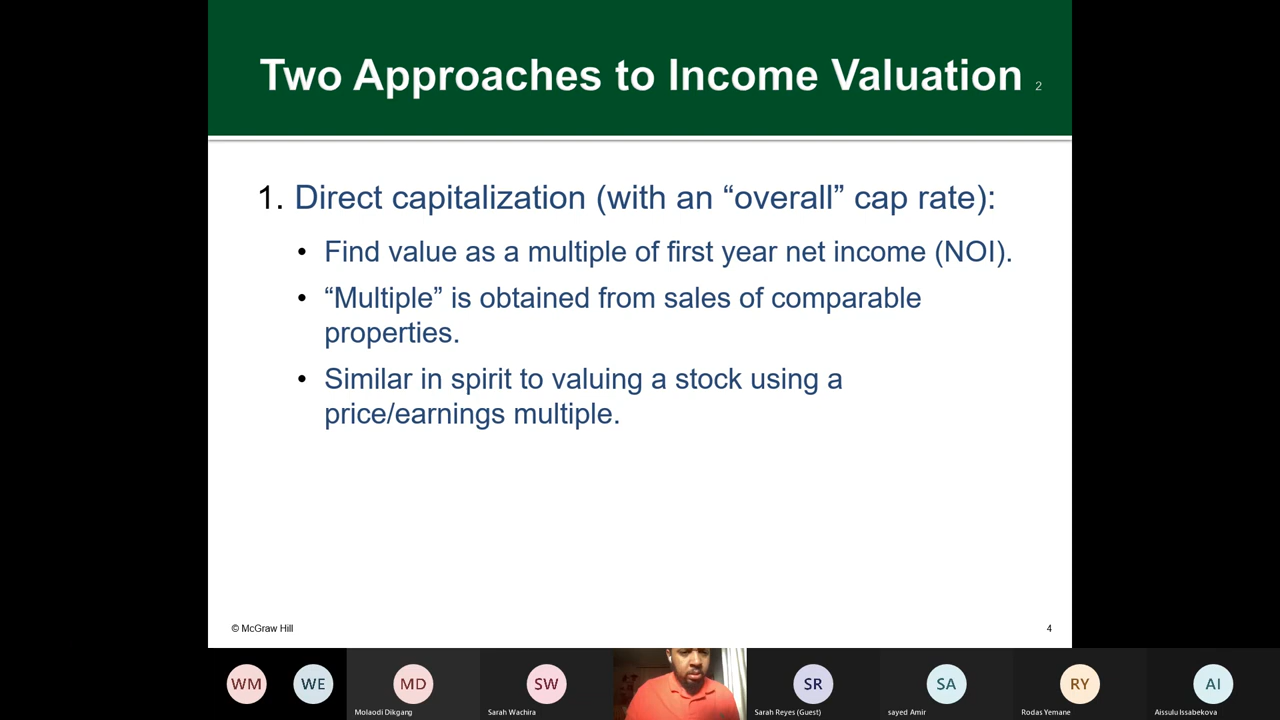 Two Approaches to Income Valuation 2
1. Direct capitalization (with an “overall” cap rate):
• Find value as a multiple of first year net income (NOI).
• “Multiple” is obtained from sales of comparable
properties.
• Similar in spirit to valuing a stock using a
price/earnings multiple.
© McGraw Hill
4
WM
WE
MD
SW
SR
SA
RY
AI
Molaodi Dikgang
Sarah Wachira
Sarah Reyes (Guest)
sayed Amir
Rodas Yemane
Aissulu Issabekova